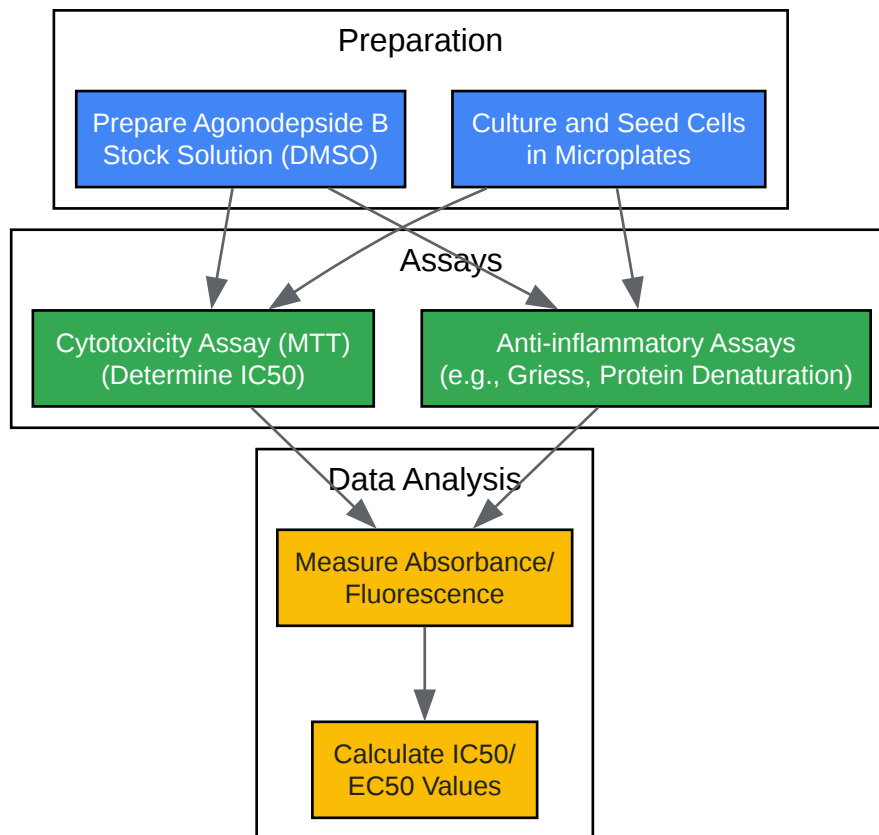 Preparation
Prepare Agonodepside B
Stock Solution (DMSO)
Culture and Seed Cells
in Microplates
Assays
Cytotoxicity Assay (MTT)
(Determine IC50)
Anti-inflammatory Assays
(e.g., Griess, Protein Denaturation)
Data Analysis
Measure Absorbance/
Fluorescence
Calculate IC50/
EC50 Values